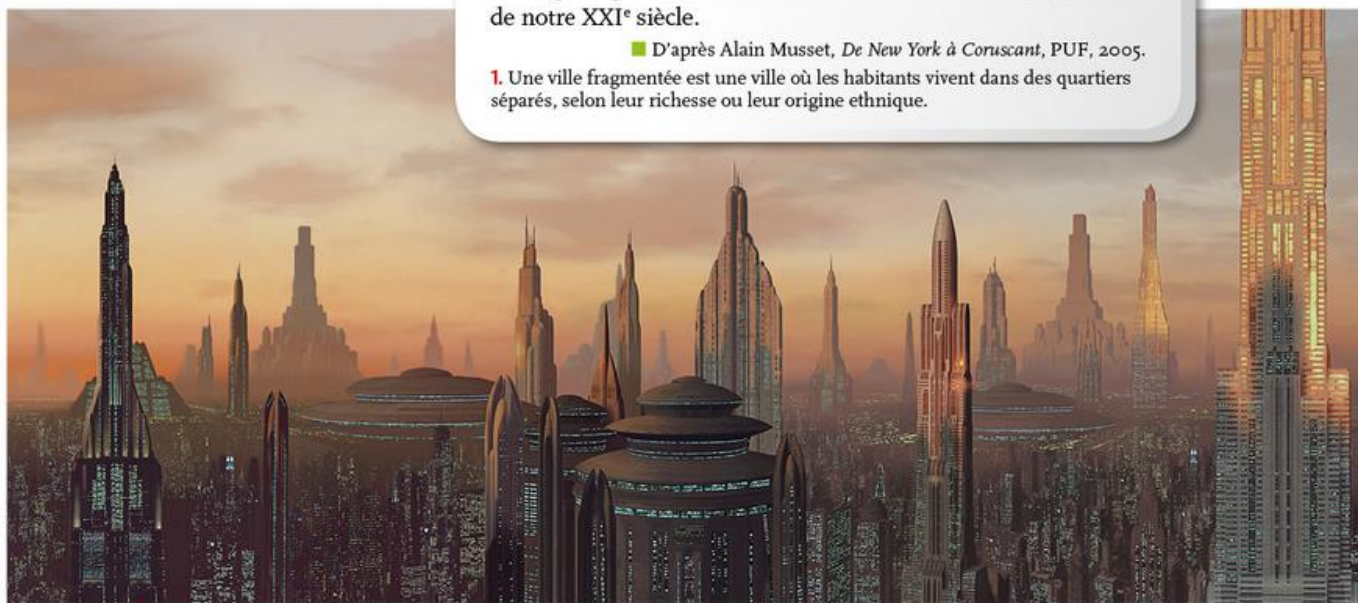 de notre XXIᵉ siècle.
■ D'après Alain Musset, De New York à Coruscant, PUF, 2005.
1. Une ville fragmentée est une ville où les habitants vivent dans des quartiers
séparés, selon leur richesse ou leur origine ethnique.